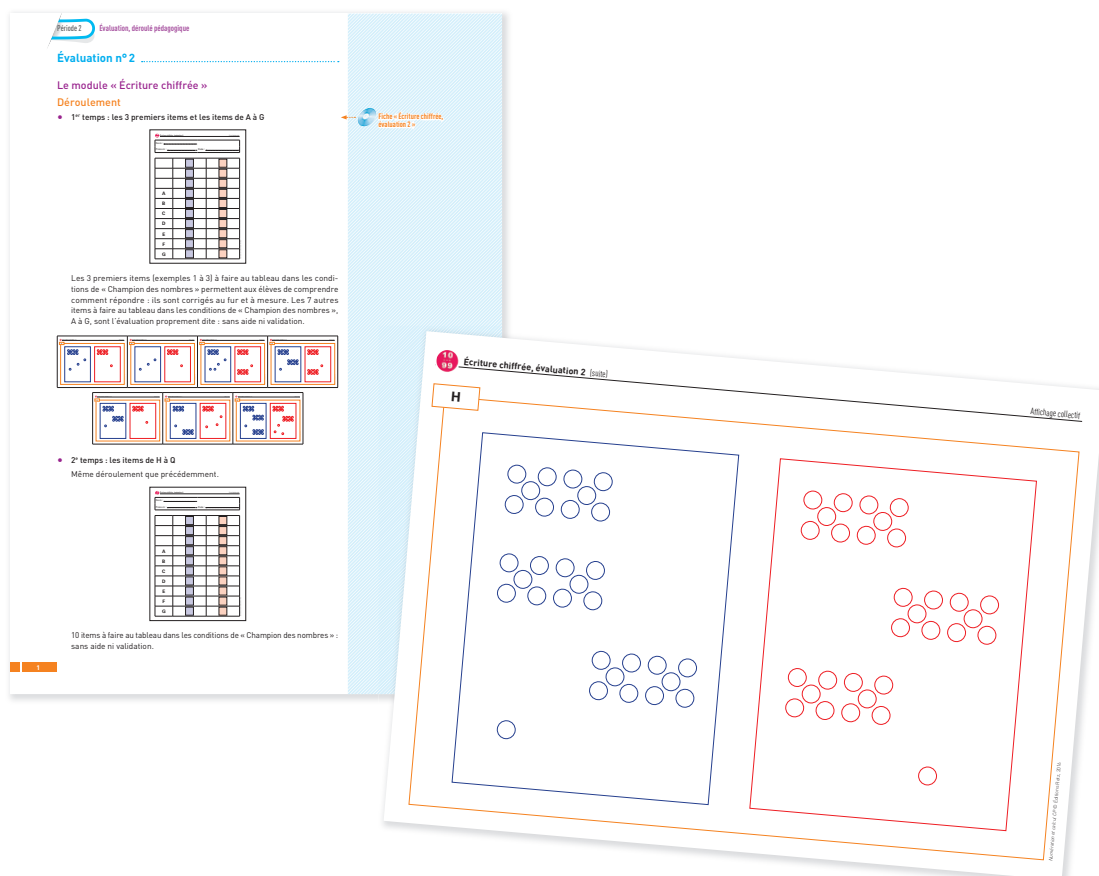 Période 2
Évaluation, déroulé pédagogique
Évaluation nº 2
Le module « Écriture chiffrée »
Déroulement
• 1er temps : les 3 premiers items et les items de A à G
Fiche « Écriture chiffrée,
évaluation 2 »
A
B
C
D
E
F
G
Les 3 premiers items (exemples 1 à 3) à faire au tableau dans les condi-
tions de « Champion des nombres » permettent aux élèves de comprendre
comment répondre : ils sont corrigés au fur et à mesure. Les 7 autres
items à faire au tableau dans les conditions de « Champion des nombres »,
A à G, sont l'évaluation proprement dite : sans aide ni validation.
• 2e temps : les items de H à Q
Même déroulement que précédemment.
A
B
C
D
E
F
G
10 items à faire au tableau dans les conditions de « Champion des nombres » :
sans aide ni validation.
1
10
99
Écriture chiffrée, évaluation 2 (suite)
Affichage collectif
H